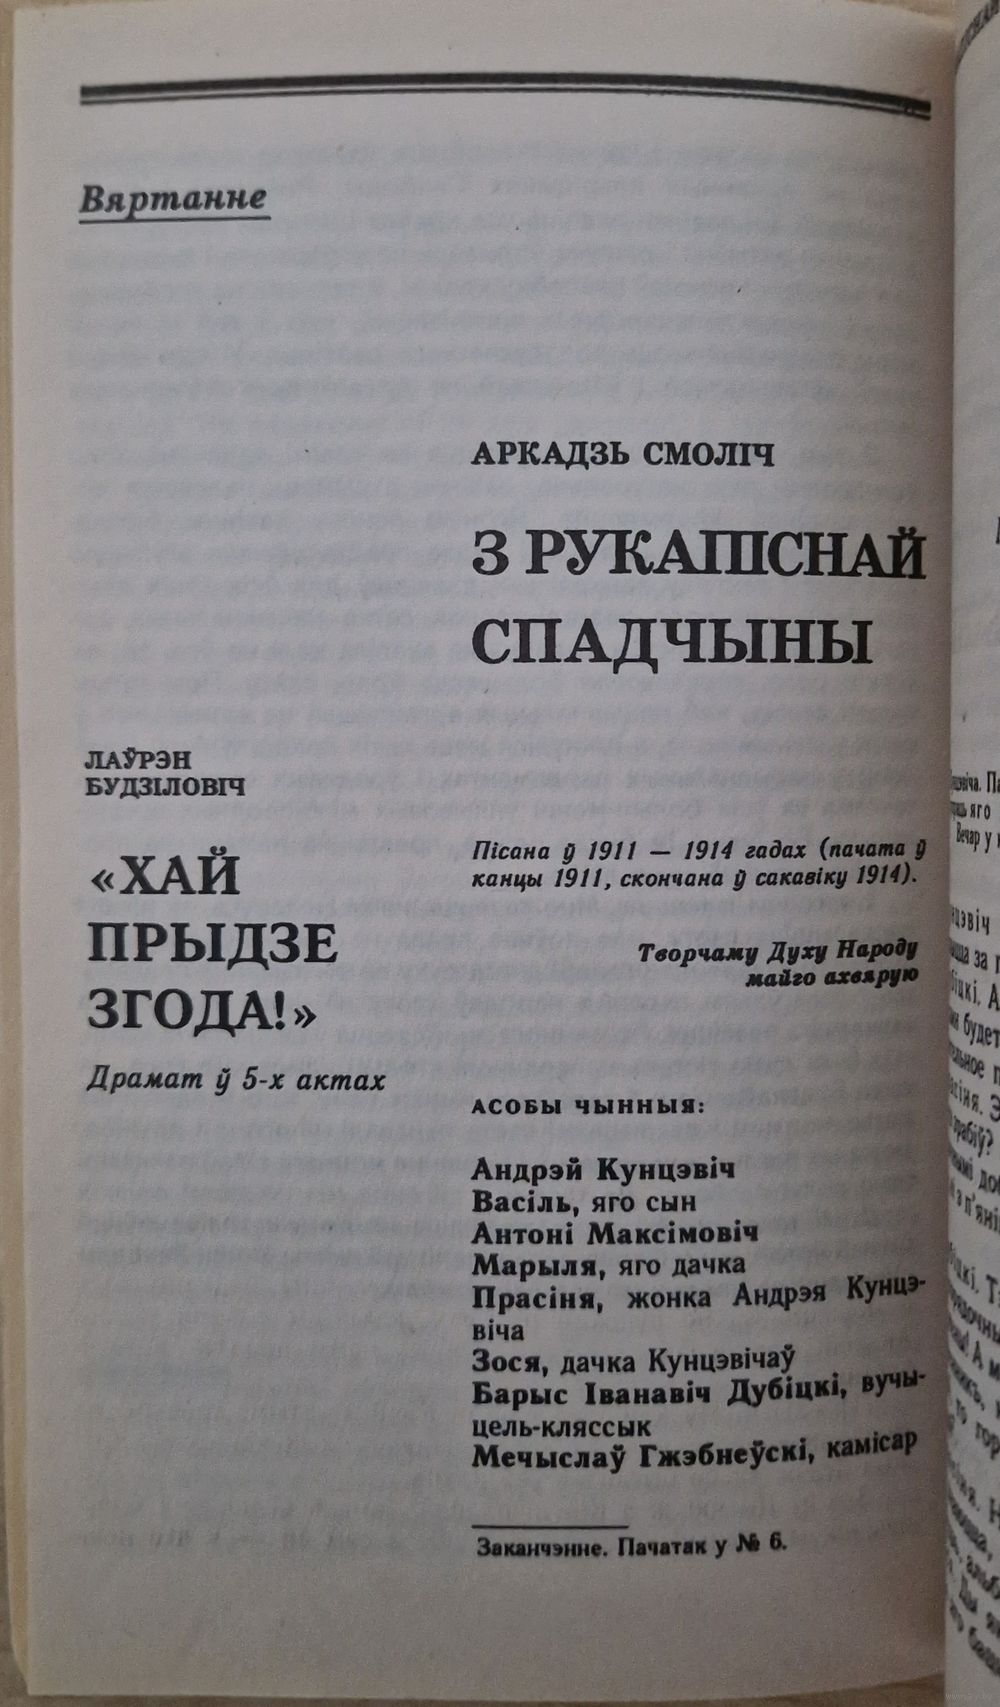 Вяртанне
АРКАДЗЬ СМОЛІЧ
З РУКАПІСНАЙ
СПАДЧЫНЫ
ЛАЎРЭН
БУДЗІЛОВІЧ
«ХАЙ
ПРЫДЗЕ
ЗГОДА!»
Драмат ў 5-х актах
Пісана ў 1911 — 1914 гадах (пачата ў
канцы 1911, скончана ў сакавіку 1914).
Творчаму Духу Народу
майго ахвярую
АСОБЫ ЧЫННЫЯ:
Андрэй Кунцэвіч
Васіль, яго сын
Антоні Максімовіч
Марыля, яго дачка
Прасіня, жонка Андрэя Кунцэ-
віча
Зося, дачка Кунцэвічаў
Барыс Іванавіч Дубіцкі, вучы-
цель-кляссык
Мечыслаў Гжэбнеўскі, камісар
Заканчэнне. Пачатак у № 6.